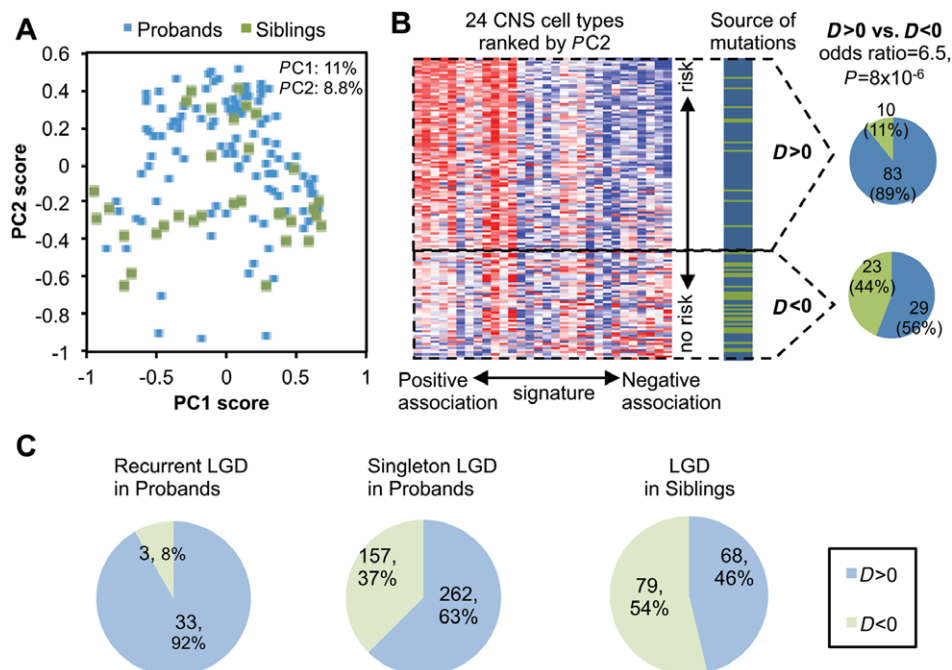 A
Probands
Siblings
PC1: 11%
PC2: 8.8%
0.6
0.4
0.2
0
-0.2
-0.4
-0.6
-0.8
-1
PC2 score
-1
-0.5
0
0.5
1
PC1 score
B
24 CNS cell types
ranked by PC2
Source of
mutations
risk
no risk
D>0
D<0
Positive
association
signature
Negative
association
D>0 vs. D<0
odds ratio=6.5,
P=8x10⁻⁶
10
(11%)
83
(89%)
23
(44%)
29
(56%)
C
Recurrent LGD
in Probands
3, 8%
33,
92%
Singleton LGD
in Probands
157,
37%
262,
63%
LGD
in Siblings
79,
54%
68,
46%
D>0
D<0